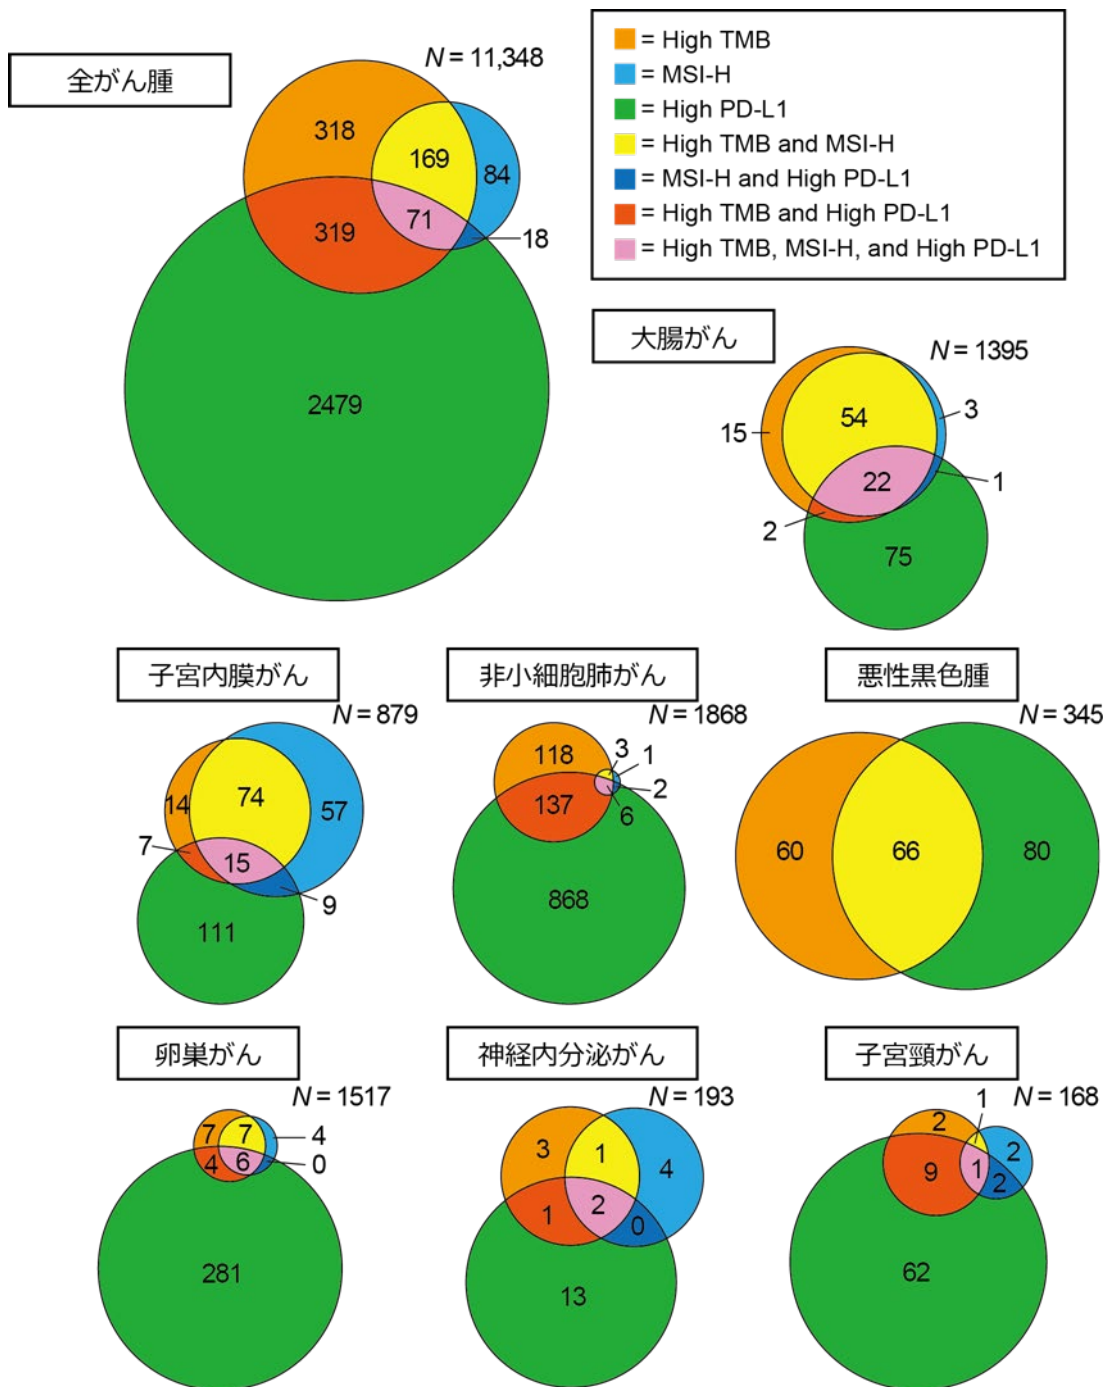 全がん腫
N = 11,348
318
169
84
71
319
18
2479
= High TMB
= MSI-H
= High PD-L1
= High TMB and MSI-H
= MSI-H and High PD-L1
= High TMB and High PD-L1
= High TMB, MSI-H, and High PD-L1
大腸がん
N = 1395
54
3
15
22
1
2
75
子宮内膜がん
N = 879
14
74
57
7
15
9
111
非小細胞肺がん
N = 1868
118
3
1
2
137
6
868
悪性黒色腫
N = 345
60
66
80
卵巣がん
N = 1517
7
7
4
4
6
0
281
神経内分泌がん
N = 193
3
1
4
1
2
0
13
子宮頸がん
N = 168
1
2
2
9
1
2
62